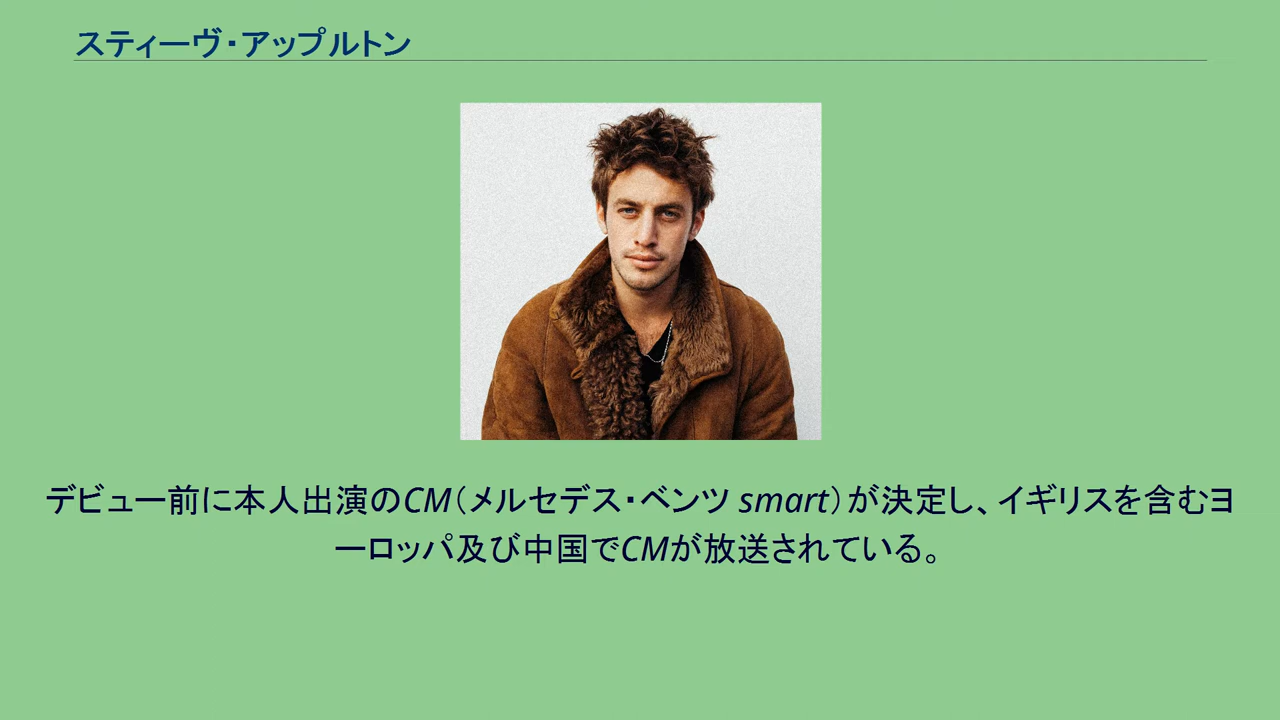 スティーヴ・アップルトン
デビュー前に本人出演のCM（メルセデス・ベンツ smart）が決定し、イギリスを含むヨ
ーロッパ及び中国でCMが放送されている。